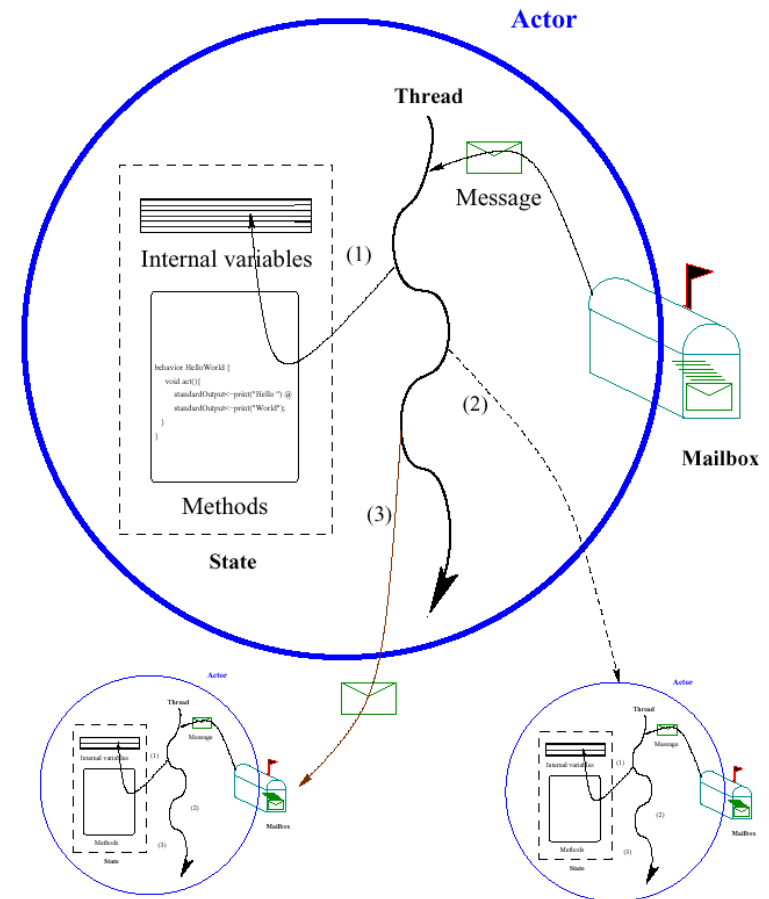 Actor
Thread
Message
Internal variables
(1)
behavior HelloWorld {
void act(){
standardOutput<-print("Hello ") @
standardOutput<-print("World");
}
}
(2)
Mailbox
Methods
(3)
State
Actor
Thread
Message
Internal variables
(1)
(2)
Mailbox
Methods
(3)
State
Actor
Thread
Message
Internal variables
(1)
(2)
Mailbox
Methods
(3)
State